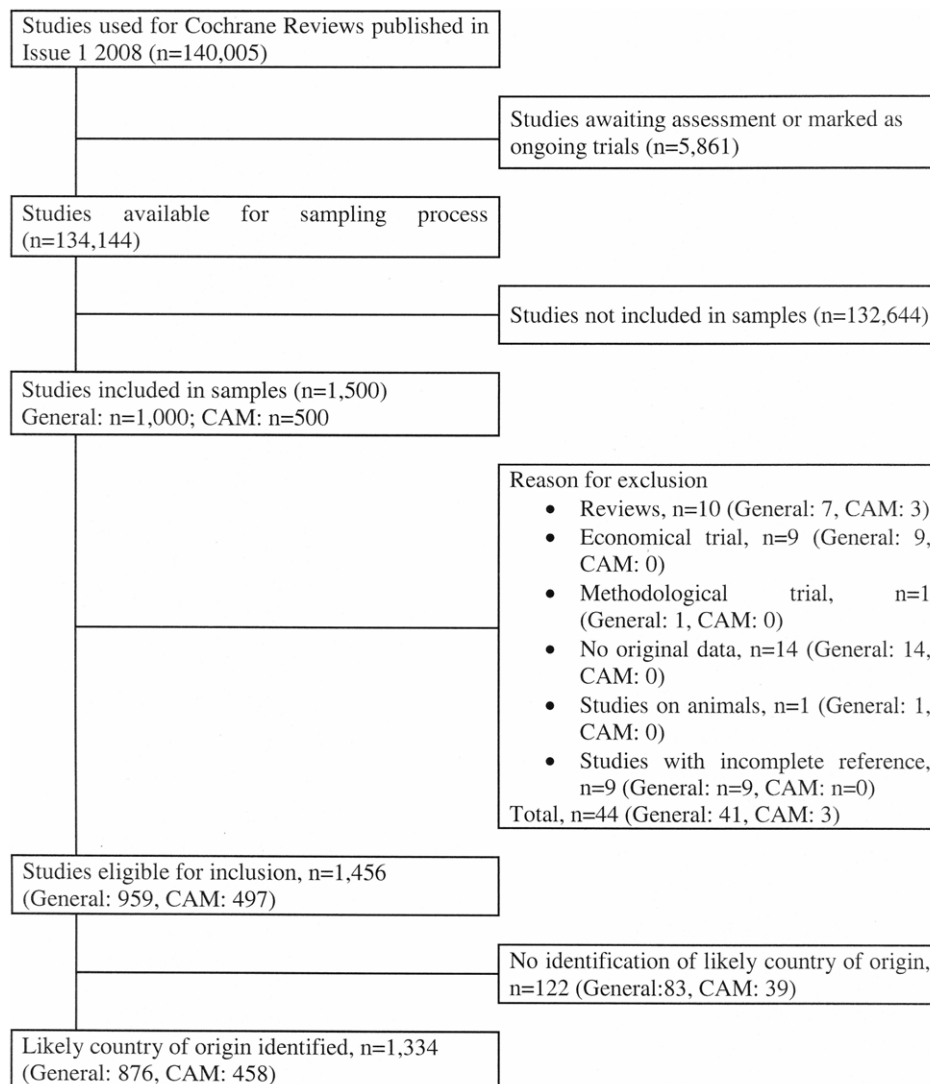 Studies used for Cochrane Reviews published in
Issue 1 2008 (n=140,005)
Studies awaiting assessment or marked as
ongoing trials (n=5,861)
Studies available for sampling process
(n=134,144)
Studies not included in samples (n=132,644)
Studies included in samples (n=1,500)
General: n=1,000; CAM: n=500
Reason for exclusion
• Reviews, n=10 (General: 7, CAM: 3)
• Economical trial, n=9 (General: 9,
CAM: 0)
• Methodological trial, n=1
(General: 1, CAM: 0)
• No original data, n=14 (General: 14,
CAM: 0)
• Studies on animals, n=1 (General: 1,
CAM: 0)
• Studies with incomplete reference,
n=9 (General: n=9, CAM: n=0)
Total, n=44 (General: 41, CAM: 3)
Studies eligible for inclusion, n=1,456
(General: 959, CAM: 497)
No identification of likely country of origin,
n=122 (General:83, CAM: 39)
Likely country of origin identified, n=1,334
(General: 876, CAM: 458)